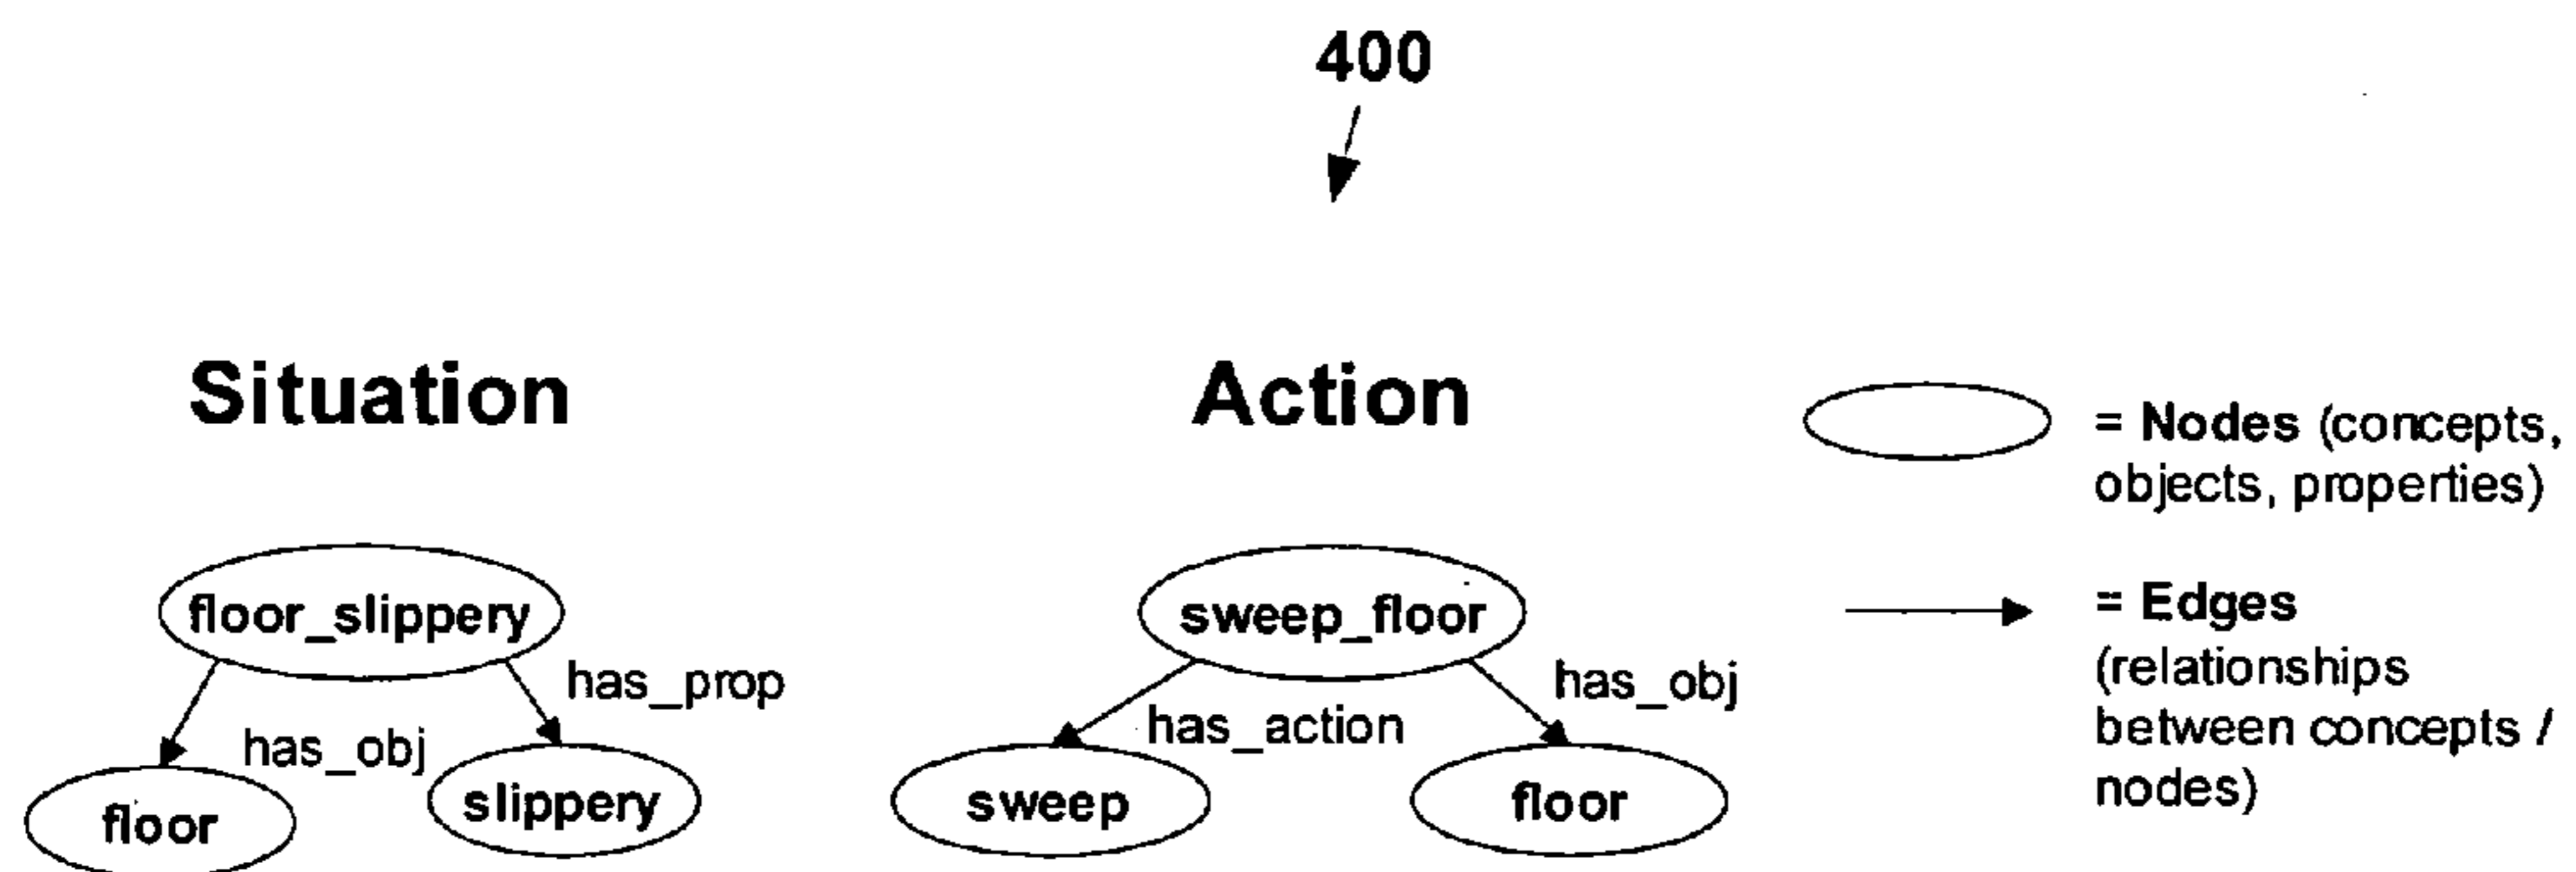 400
Situation
Action
= Nodes (concepts,
objects, properties)
floor_slippery
sweep_floor
= Edges
(relationships
between concepts /
nodes)
has_prop
has_obj
has_obj
has_action
floor
slippery
sweep
floor